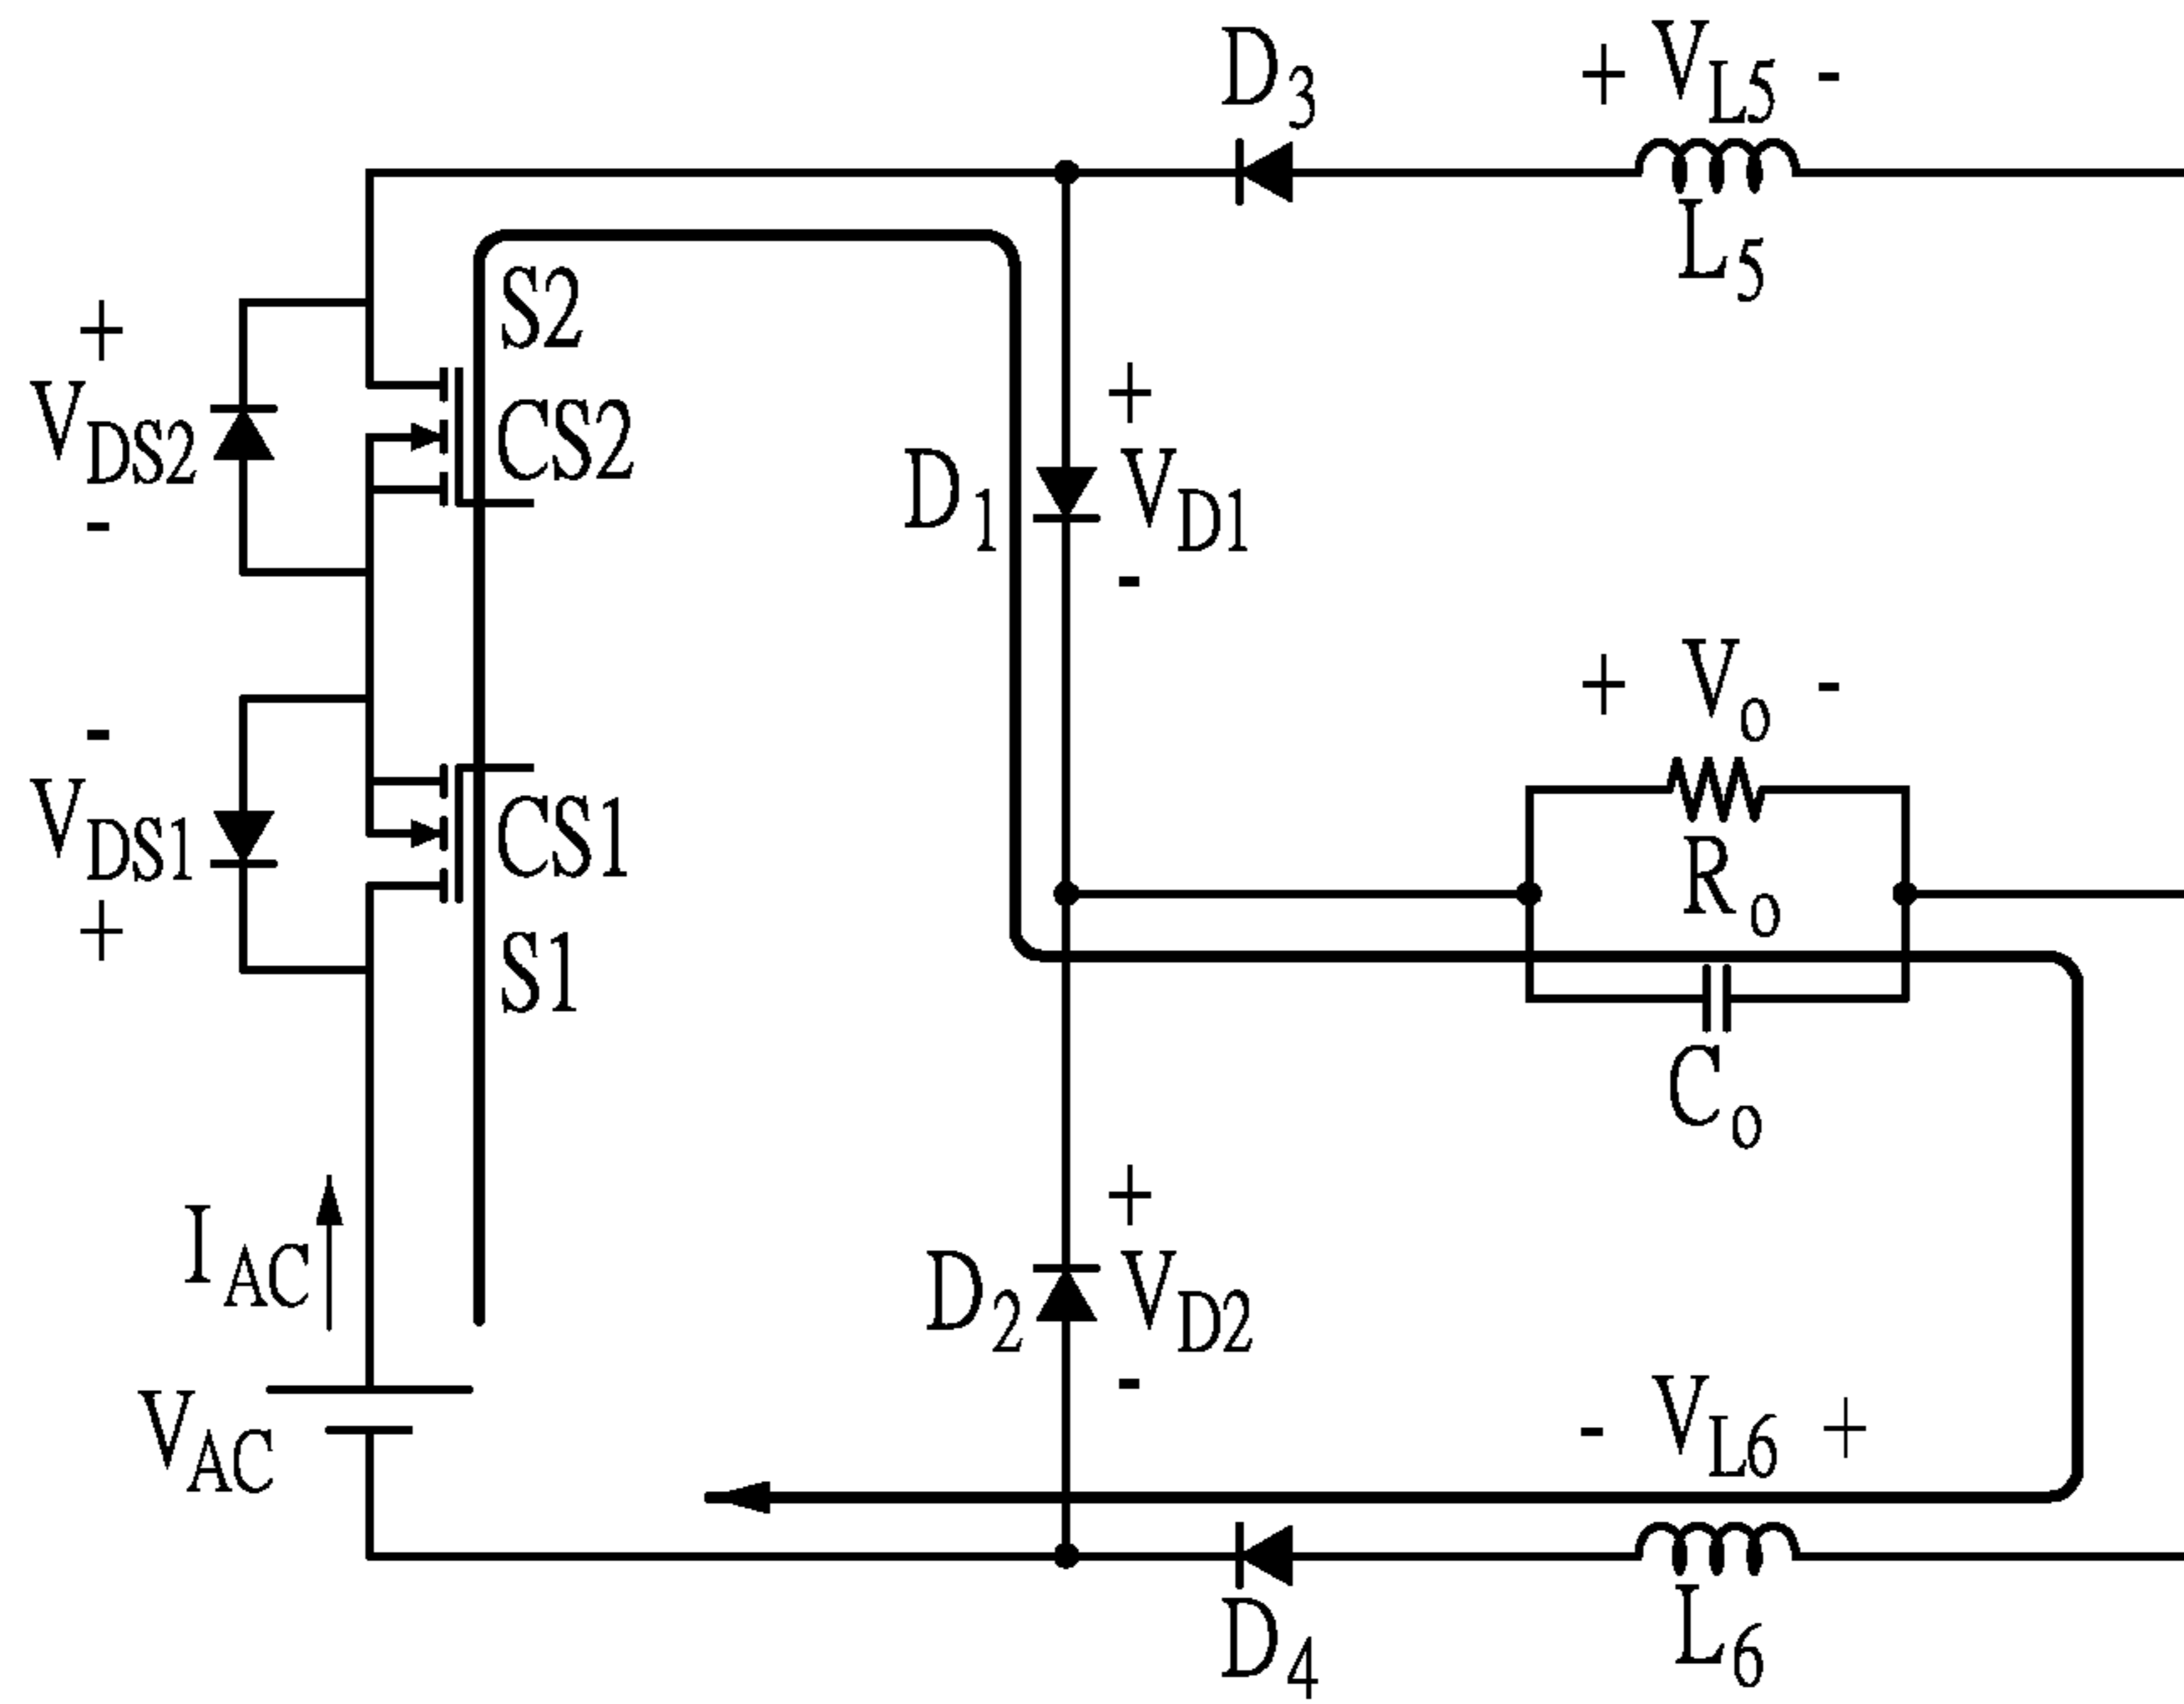 D3
+ VL5 -
L5
S2
+
VDS2
-
CS2
D1
+
VD1
-
-
VDS1
+
CS1
S1
+ Vo -
Ro
Co
IAC
VAC
D2
+
VD2
-
- VL6 +
D4
L6